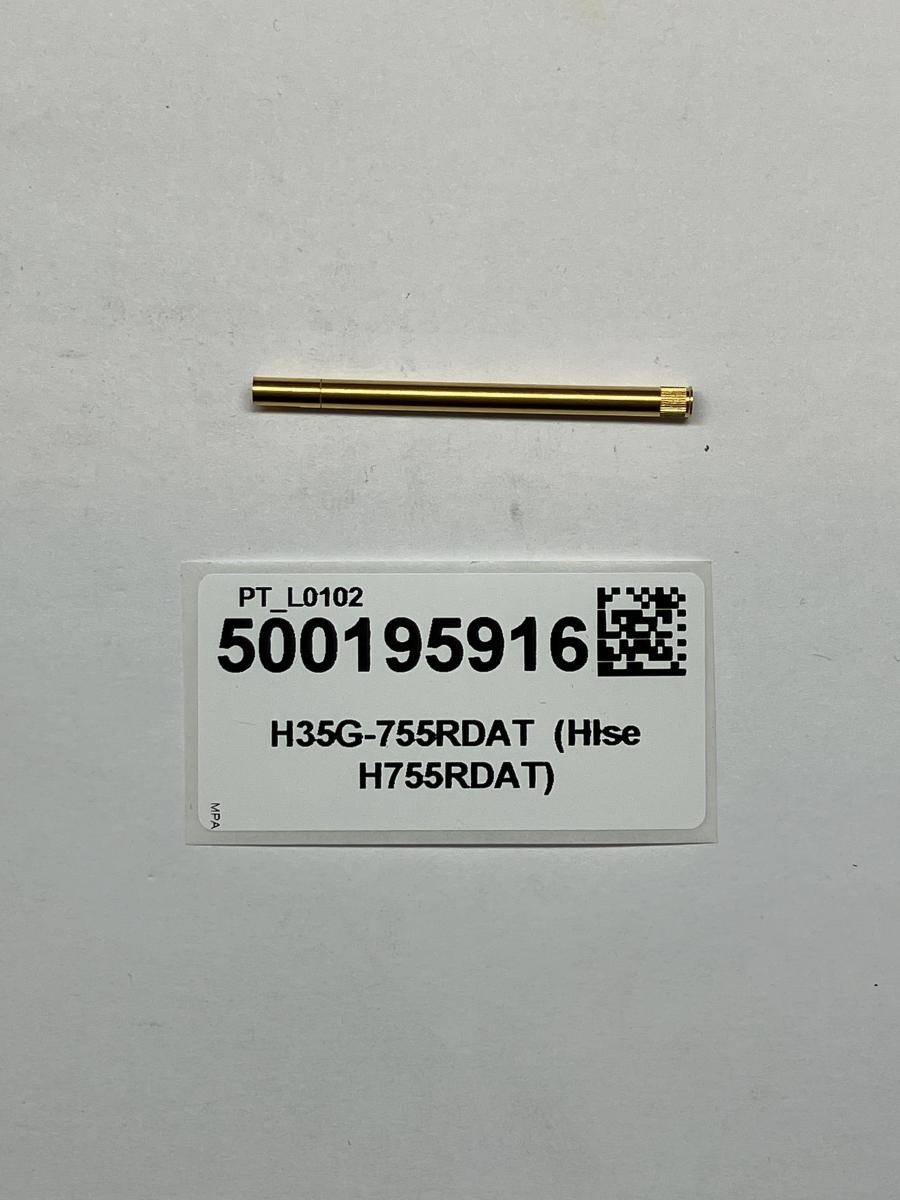 PT_L0102
500195916
H35G-755RDAT (Hlse
H755RDAT)
MPA